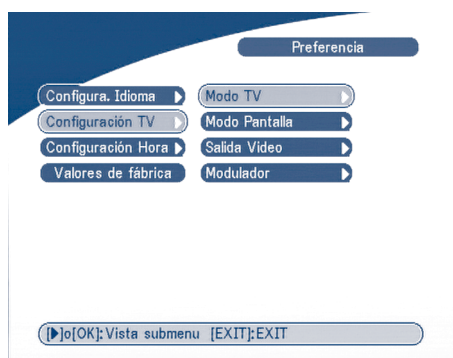 Preferencia
Configura. Idioma
Configuración TV
Configuración Hora
Valores de fábrica
Modo TV
Modo Pantalla
Salida Video
Modulador
[▶]o[OK]:Vista submenu [EXIT]:EXIT